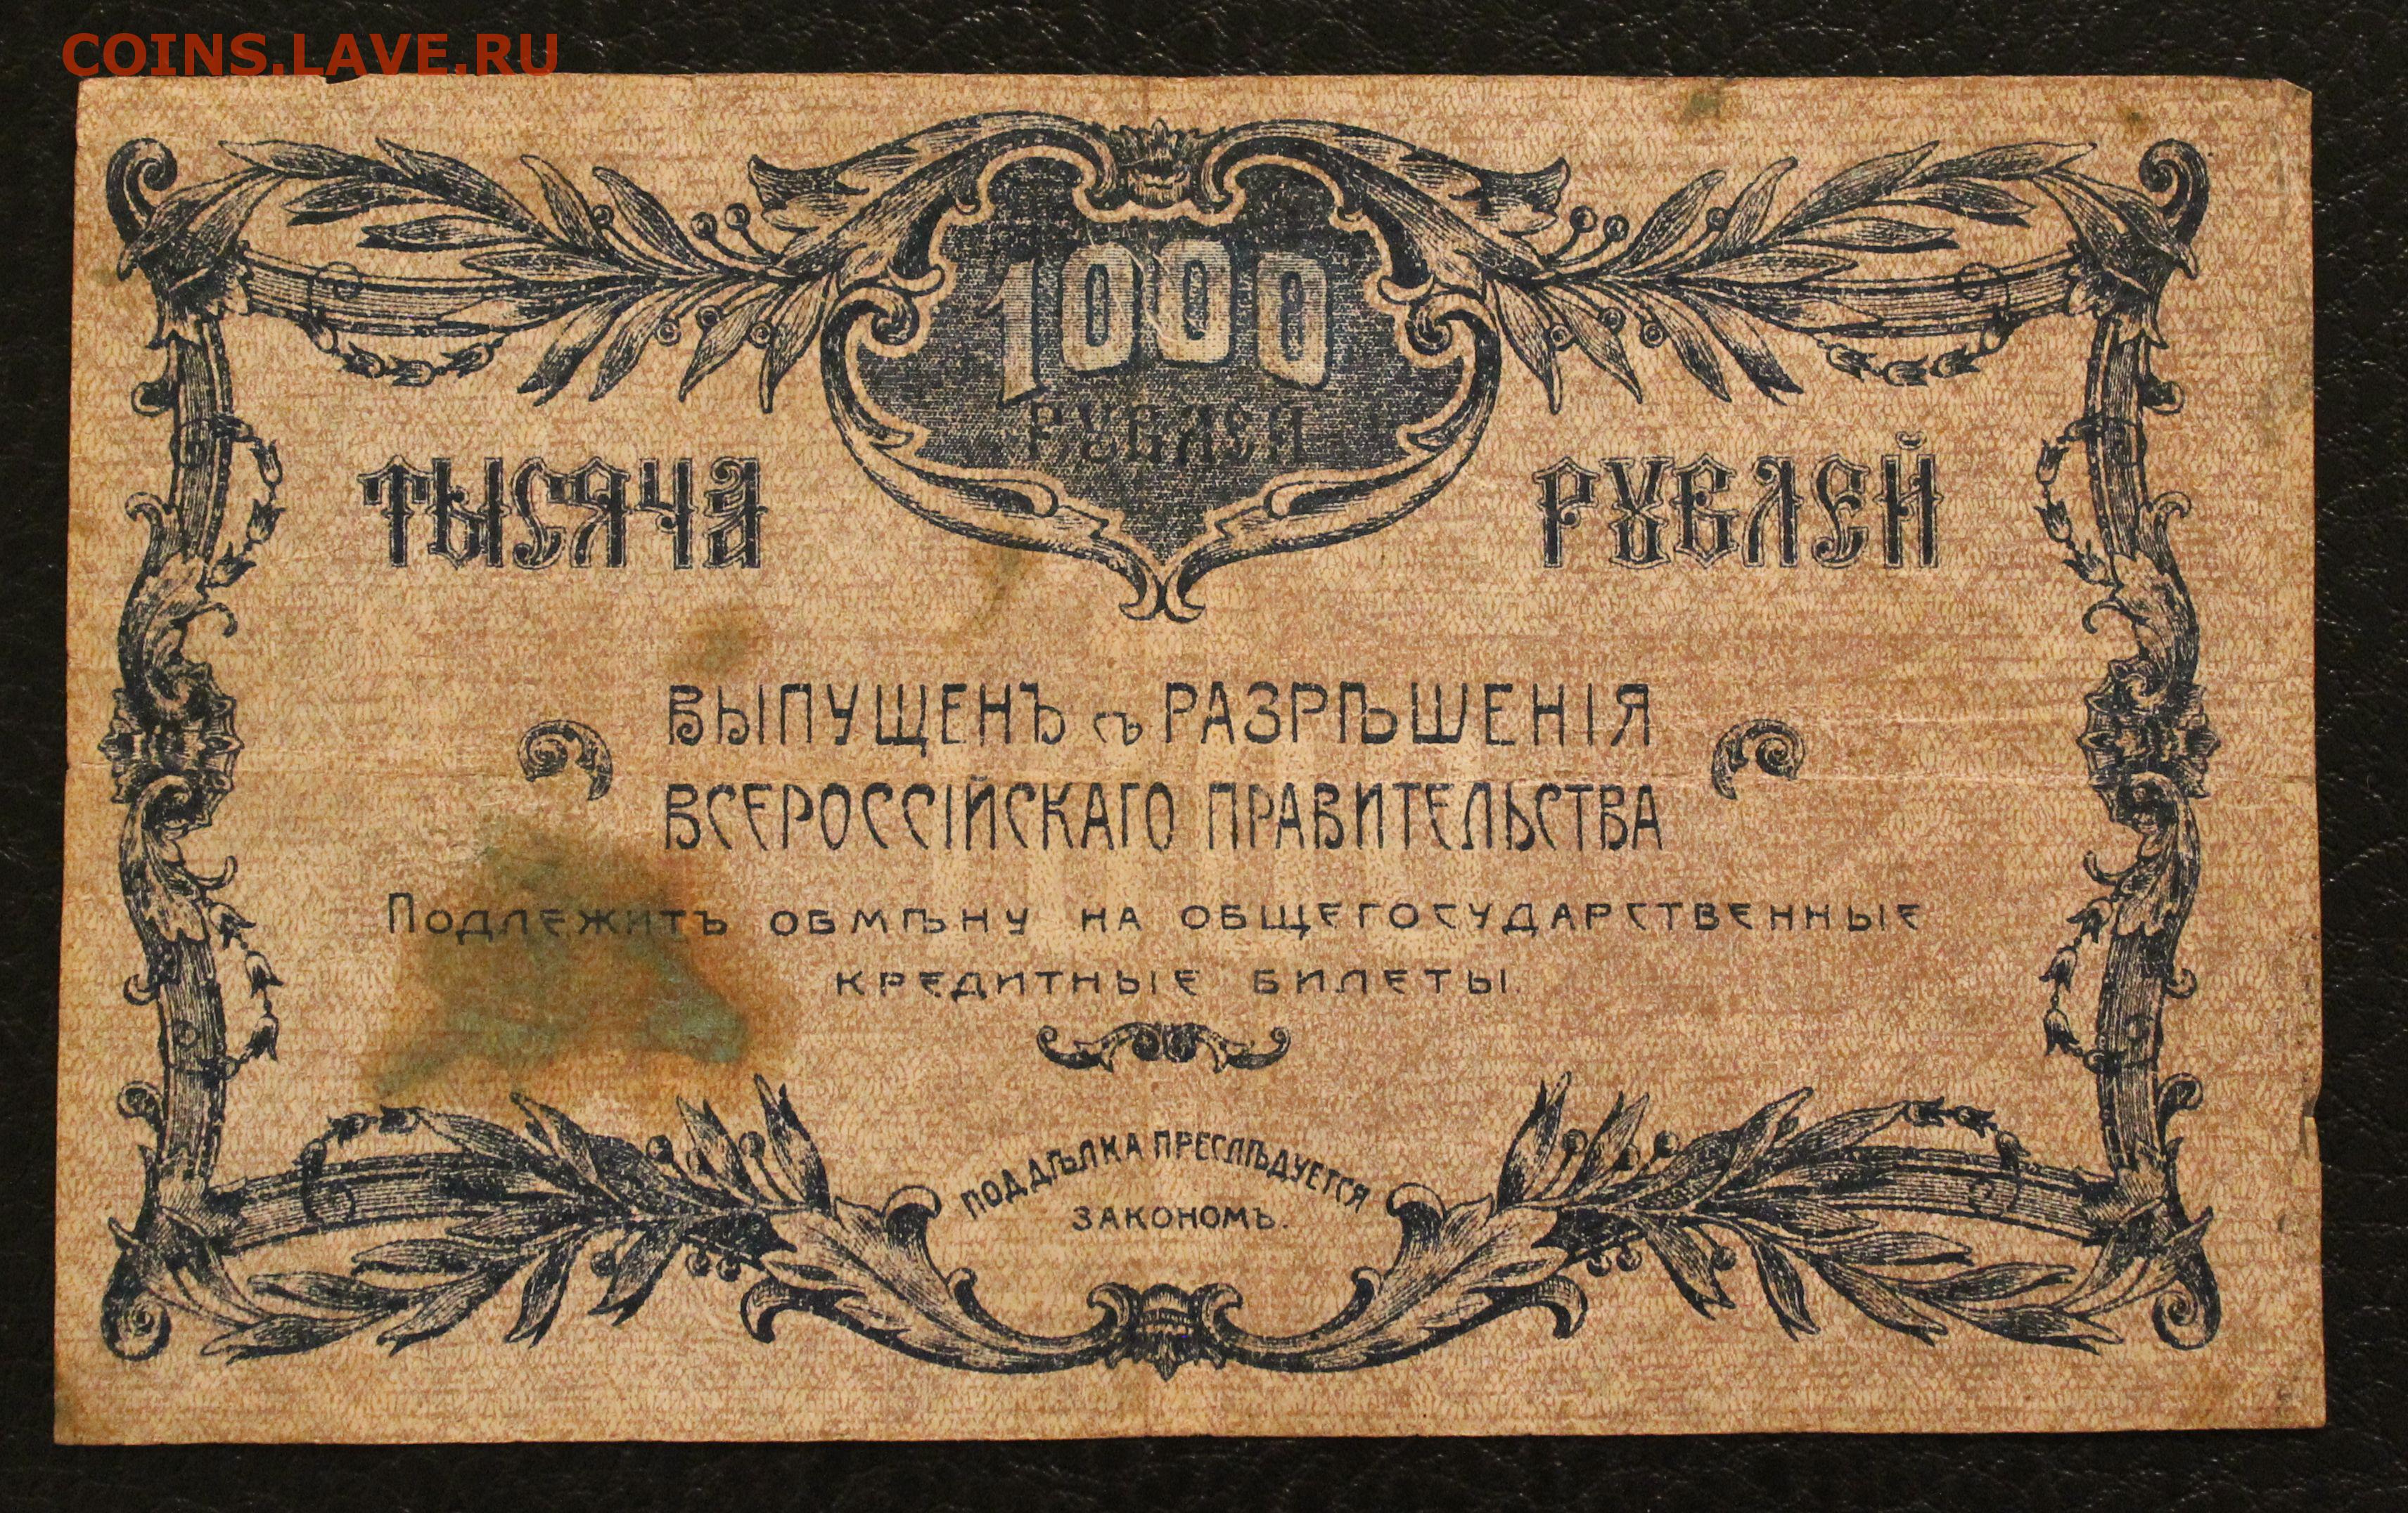 COINS.LAVE.RU
1000
РУБЛЕЙ
ТЫСЯЧА РУБЛЕЙ
ВЫПУЩЕНЪ съ РАЗРѢШЕНІЯ
ВСЕРОССІЙСКАГО ПРАВИТЕЛЬСТВА
ПОДЛЕЖИТЪ ОБМѢНУ НА ОБЩЕГОСУДАРСТВЕННЫЕ
КРЕДИТНЫЕ БИЛЕТЫ.
ПОДДѢЛКА ПРЕСЛѢДУЕТСЯ
ЗАКОНОМЪ.